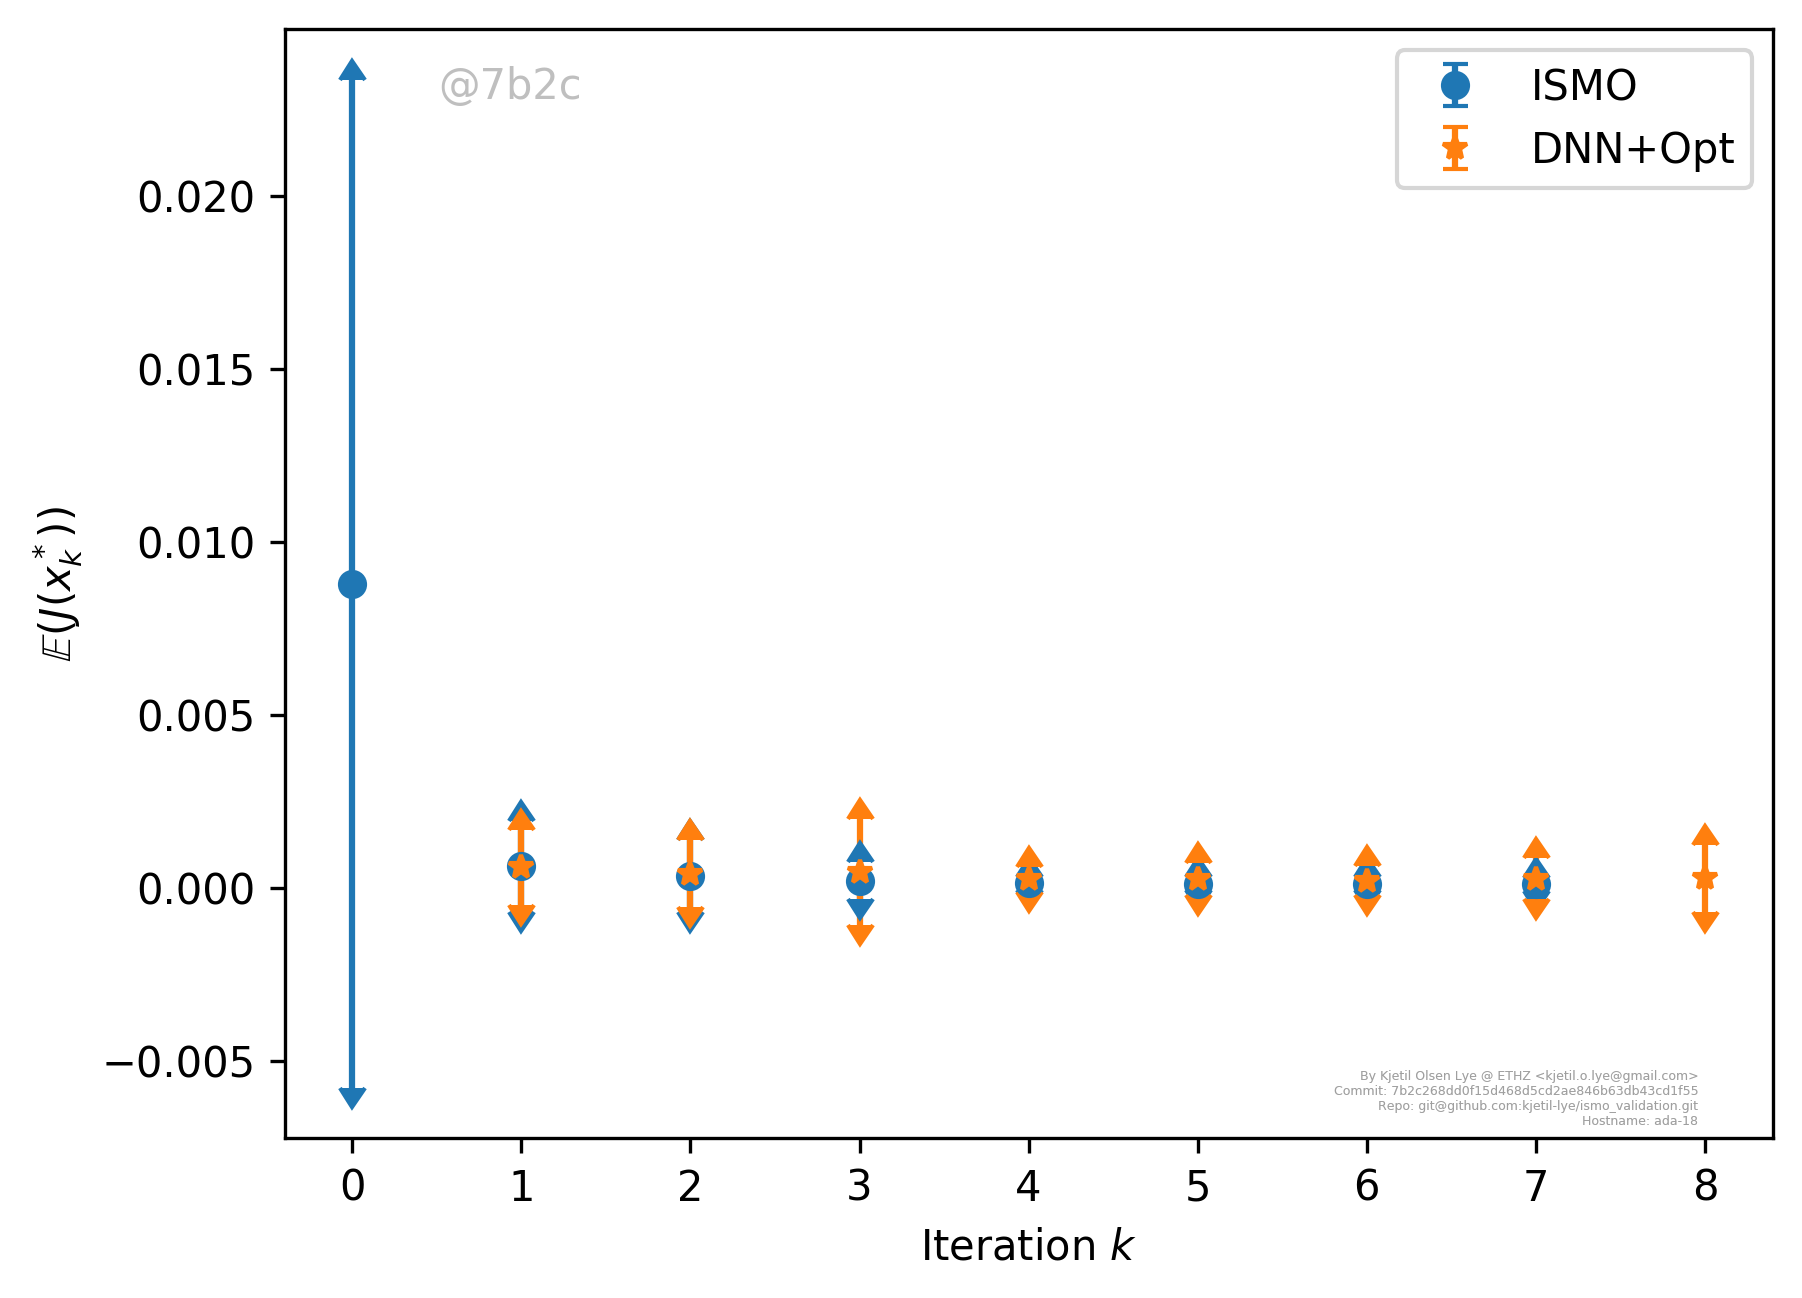 @7b2c
ISMO
DNN+Opt
0.020
0.015
0.010
0.005
0.000
−0.005
𝔼(J(x*k))
By Kjetil Olsen Lye @ ETHZ <kjetil.o.lye@gmail.com>
Commit: 7b2c268dd0f15d468d5cd2ae846b63db43cd1f55
Repo: git@github.com:kjetil-lye/ismo_validation.git
Hostname: ada-18
0 1 2 3 4 5 6 7 8
Iteration k